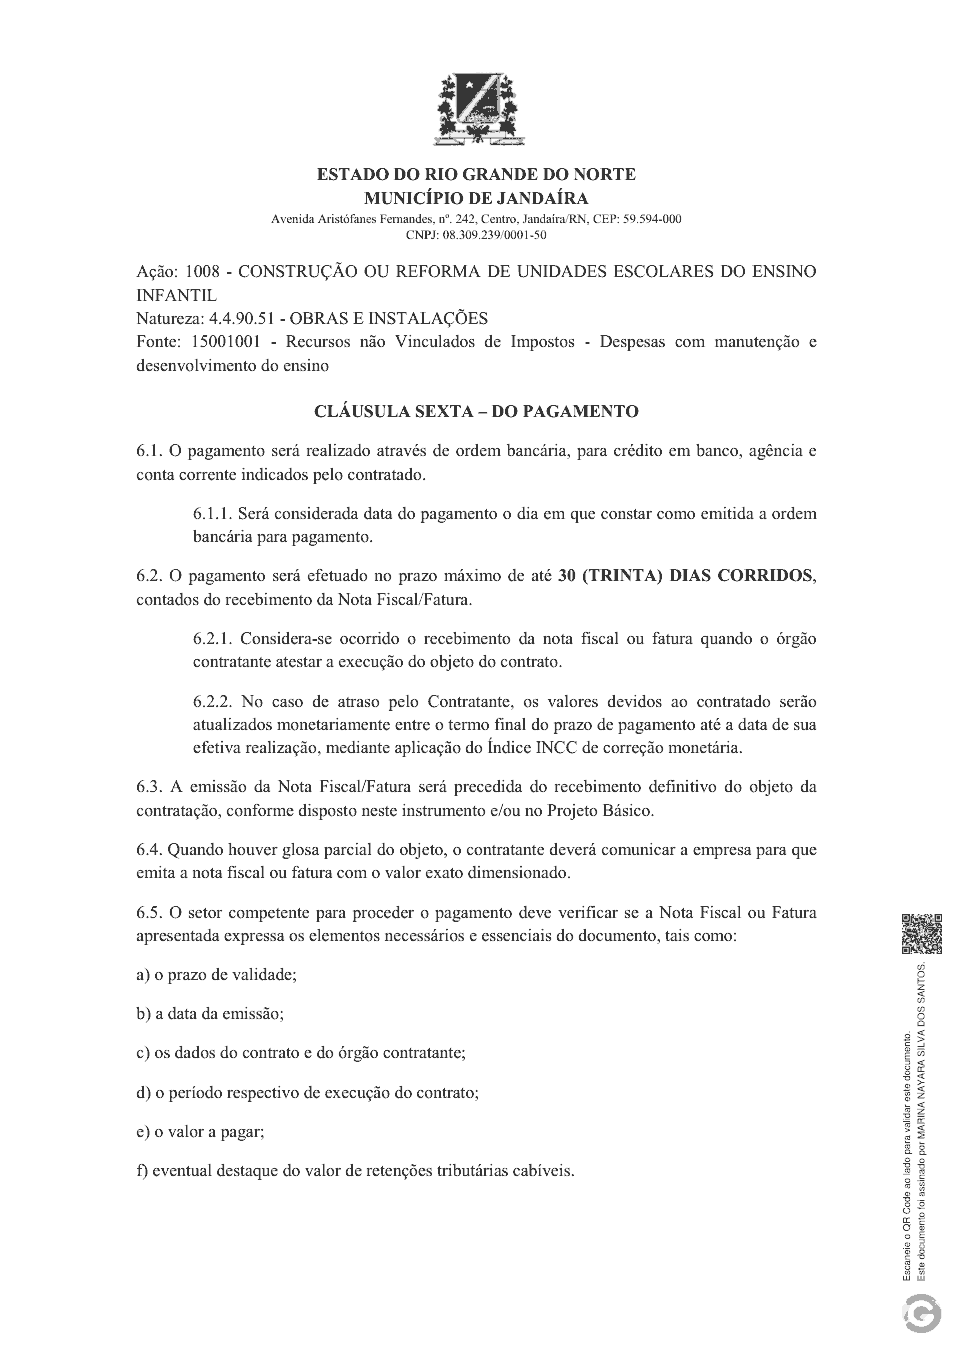 ESTADO DO RIO GRANDE DO NORTE
MUNICÍPIO DE JANDAÍRA
Avenida Aristófanes Fernandes, nº. 242, Centro, Jandaíra/RN, CEP: 59.594-000
CNPJ: 08.309.239/0001-50
Ação: 1008 - CONSTRUÇÃO OU REFORMA DE UNIDADES ESCOLARES DO ENSINO
INFANTIL
Natureza: 4.4.90.51 - OBRAS E INSTALAÇÕES
Fonte: 15001001 - Recursos não Vinculados de Impostos - Despesas com manutenção e
desenvolvimento do ensino
CLÁUSULA SEXTA – DO PAGAMENTO
6.1. O pagamento será realizado através de ordem bancária, para crédito em banco, agência e
conta corrente indicados pelo contratado.
6.1.1. Será considerada data do pagamento o dia em que constar como emitida a ordem
bancária para pagamento.
6.2. O pagamento será efetuado no prazo máximo de até 30 (TRINTA) DIAS CORRIDOS,
contados do recebimento da Nota Fiscal/Fatura.
6.2.1. Considera-se ocorrido o recebimento da nota fiscal ou fatura quando o órgão
contratante atestar a execução do objeto do contrato.
6.2.2. No caso de atraso pelo Contratante, os valores devidos ao contratado serão
atualizados monetariamente entre o termo final do prazo de pagamento até a data de sua
efetiva realização, mediante aplicação do Índice INCC de correção monetária.
6.3. A emissão da Nota Fiscal/Fatura será precedida do recebimento definitivo do objeto da
contratação, conforme disposto neste instrumento e/ou no Projeto Básico.
6.4. Quando houver glosa parcial do objeto, o contratante deverá comunicar a empresa para que
emita a nota fiscal ou fatura com o valor exato dimensionado.
6.5. O setor competente para proceder o pagamento deve verificar se a Nota Fiscal ou Fatura
apresentada expressa os elementos necessários e essenciais do documento, tais como:
a) o prazo de validade;
b) a data da emissão;
c) os dados do contrato e do órgão contratante;
d) o período respectivo de execução do contrato;
e) o valor a pagar;
f) eventual destaque do valor de retenções tributárias cabíveis.
Escaneie o QR Code ao lado para validar este documento.
Este documento foi assinado por MARINA NAYARA SILVA DOS SANTOS.